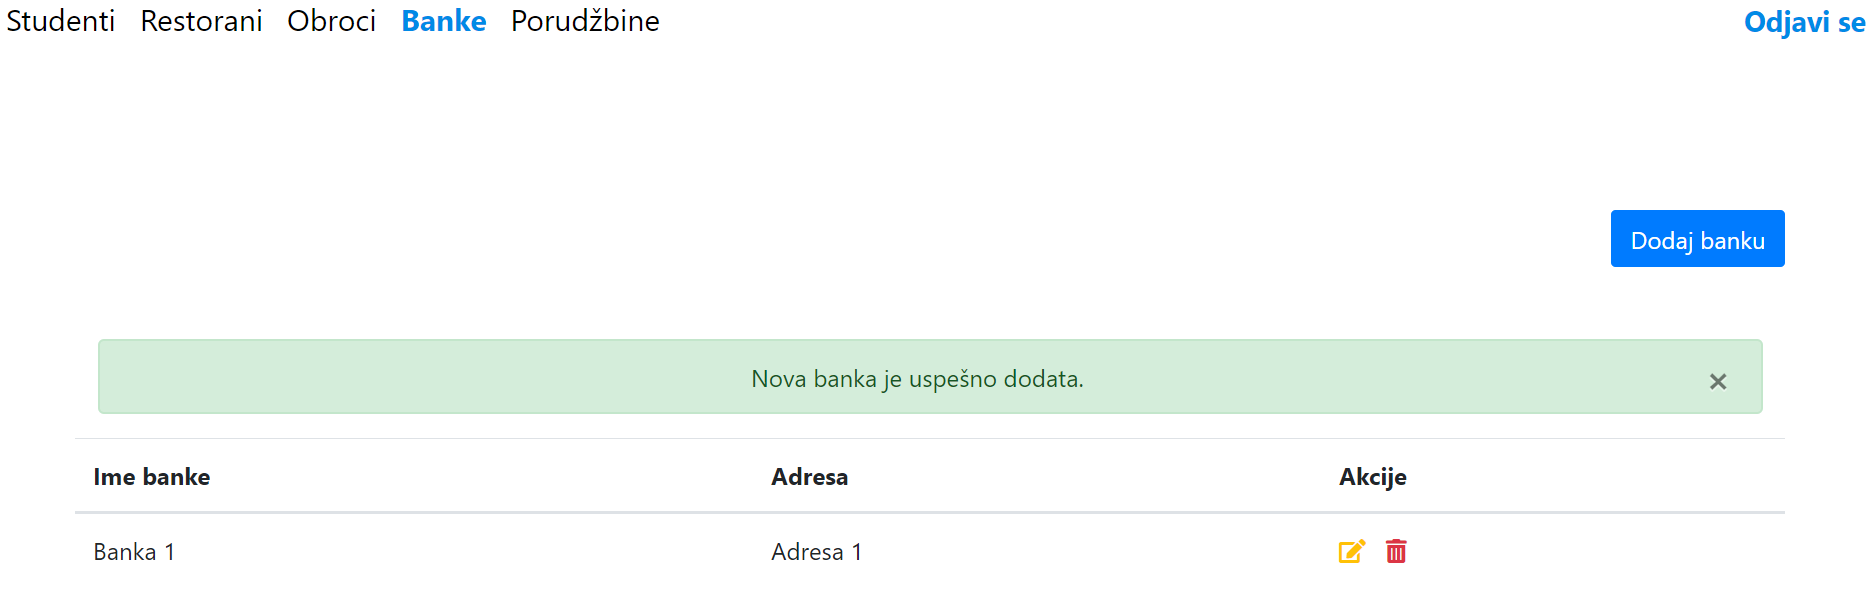 Studenti Restorani Obroci Banke Porudžbine Odjavi se
Dodaj banku
Nova banka je uspešno dodata. ×
Ime banke Adresa Akcije
Banka 1 Adresa 1